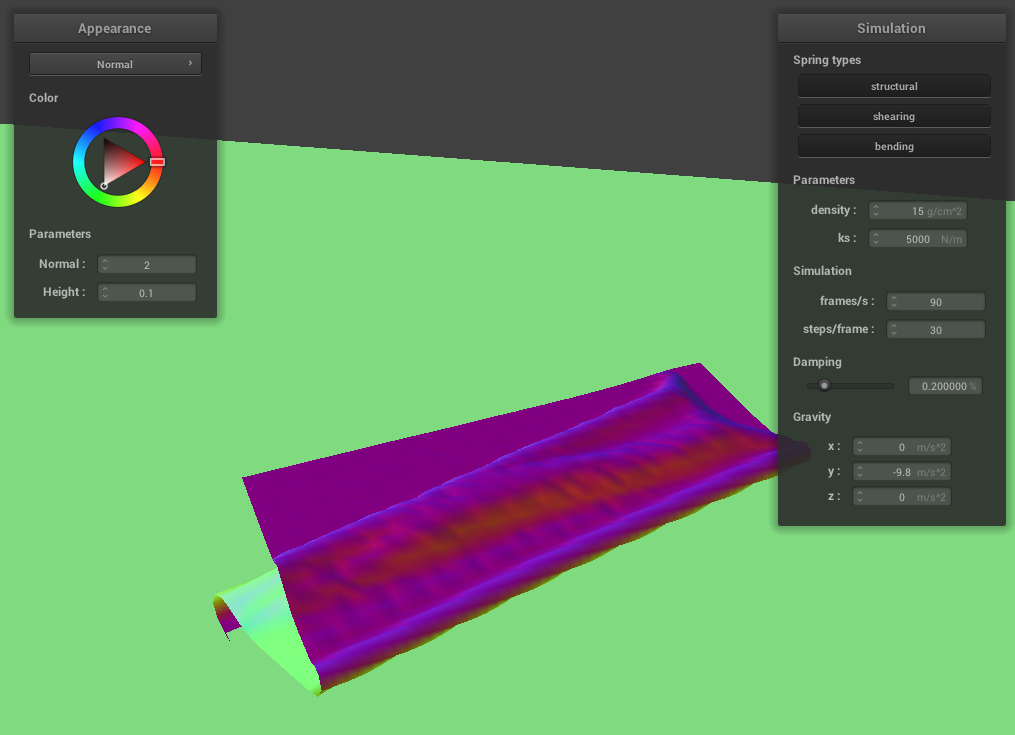 Appearance
Normal
Color
Parameters
Normal : 2
Height : 0.1
Simulation
Spring types
structural
shearing
bending
Parameters
density : 15 g/cm^2
ks : 5000 N/m
Simulation
frames/s : 90
steps/frame : 30
Damping
0.200000 %
Gravity
x : 0 m/s^2
y : -9.8 m/s^2
z : 0 m/s^2